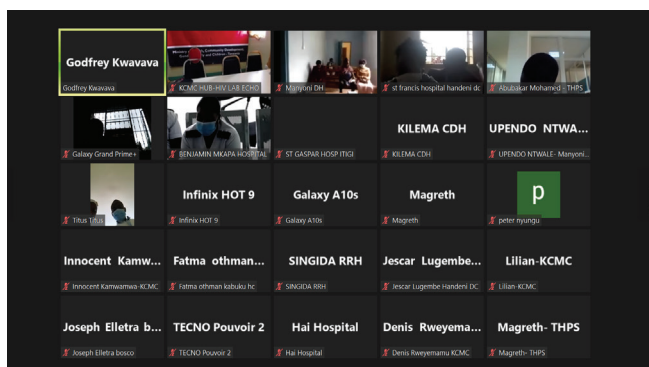 Godfrey Kwavava
Godfrey Kwavava
KCMC HUB-HIV LAB ECHO
Manyoni DH
st francis hospital handeni dc
Abubakar Mohamed - THPS
KILEMA CDH
UPENDO NTWA...
Galaxy Grand Prime+
BENJAMIN MKAPA HOSPITAL
ST GASPAR HOSP ITIGI
KILEMA CDH
UPENDO NTWALE- Manyoni...
Infinix HOT 9
Galaxy A10s
Magreth
p
Titus Titus
Infinix HOT 9
Galaxy A10s
Magreth
peter nyungu
Innocent Kamw...
Fatma othman...
SINGIDA RRH
Jescar Lugembe...
Lilian-KCMC
Innocent Kamwamwa-KCMC
Fatma othman kabuku hc
SINGIDA RRH
Jescar Lugembe Handeni DC
Lilian-KCMC
Joseph Elletra b...
TECNO Pouvoir 2
Hai Hospital
Denis Rweyema...
Magreth- THPS
Joseph Elletra bosco
TECNO Pouvoir 2
Hai Hospital
Denis Rweyemamu KCMC
Magreth- THPS